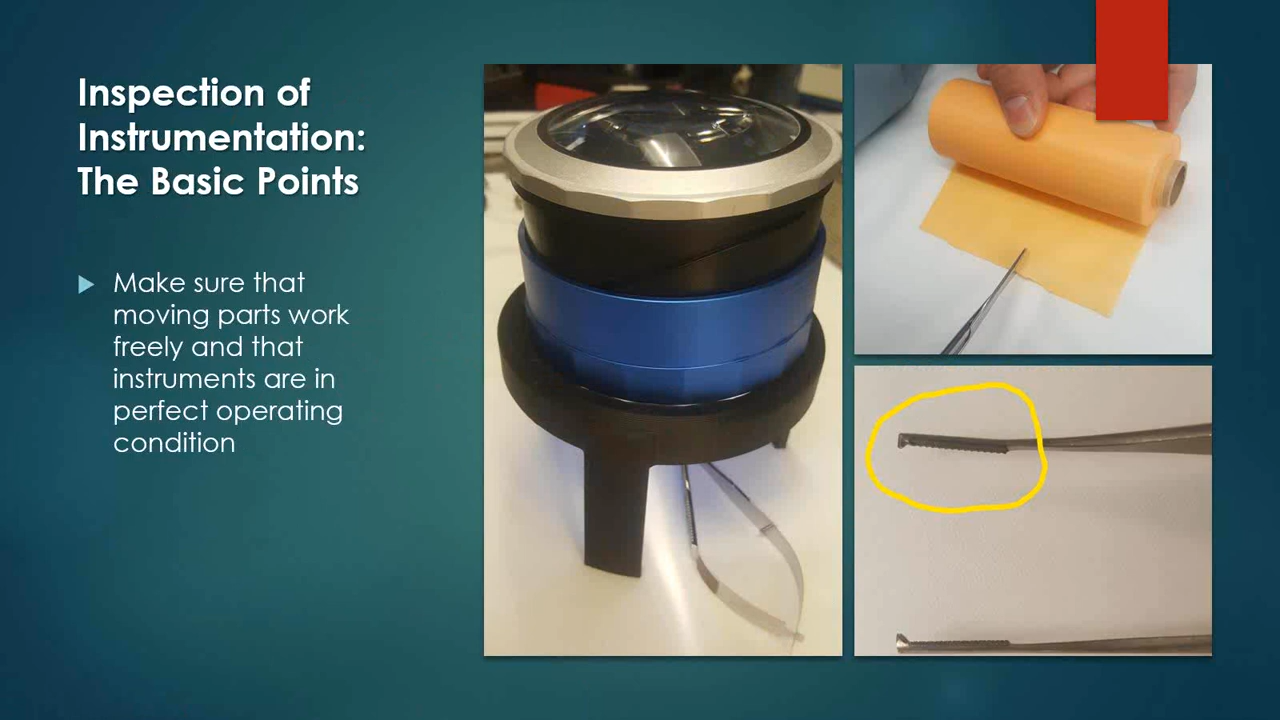 Inspection of
Instrumentation:
The Basic Points
Make sure that
moving parts work
freely and that
instruments are in
perfect operating
condition